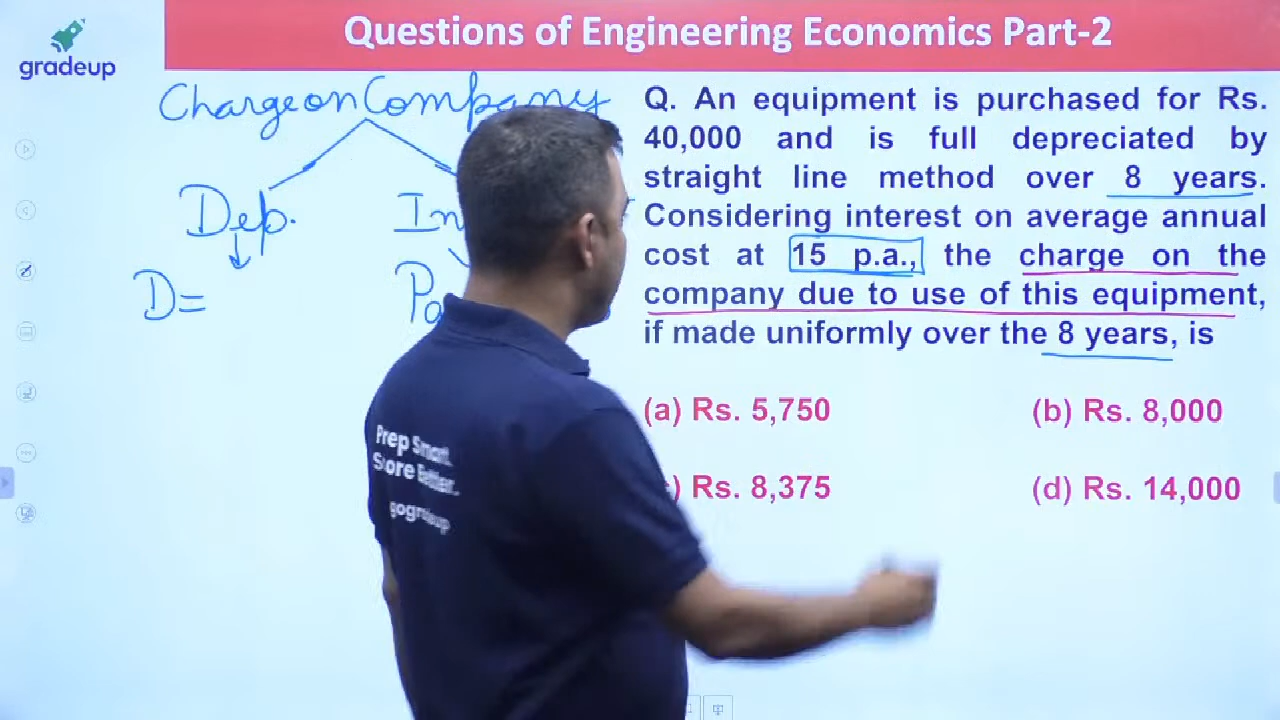 Questions of Engineering Economics Part-2
gradeup
Charge on Company
Dep.
D=
Q. An equipment is purchased for Rs.
40,000 and is full depreciated by
straight line method over 8 years.
Considering interest on average annual
cost at 15 p.a., the charge on the
company due to use of this equipment,
if made uniformly over the 8 years, is
(a) Rs. 5,750
(b) Rs. 8,000
) Rs. 8,375
(d) Rs. 14,000
Prep Smart.
Score Better.
gogradeup